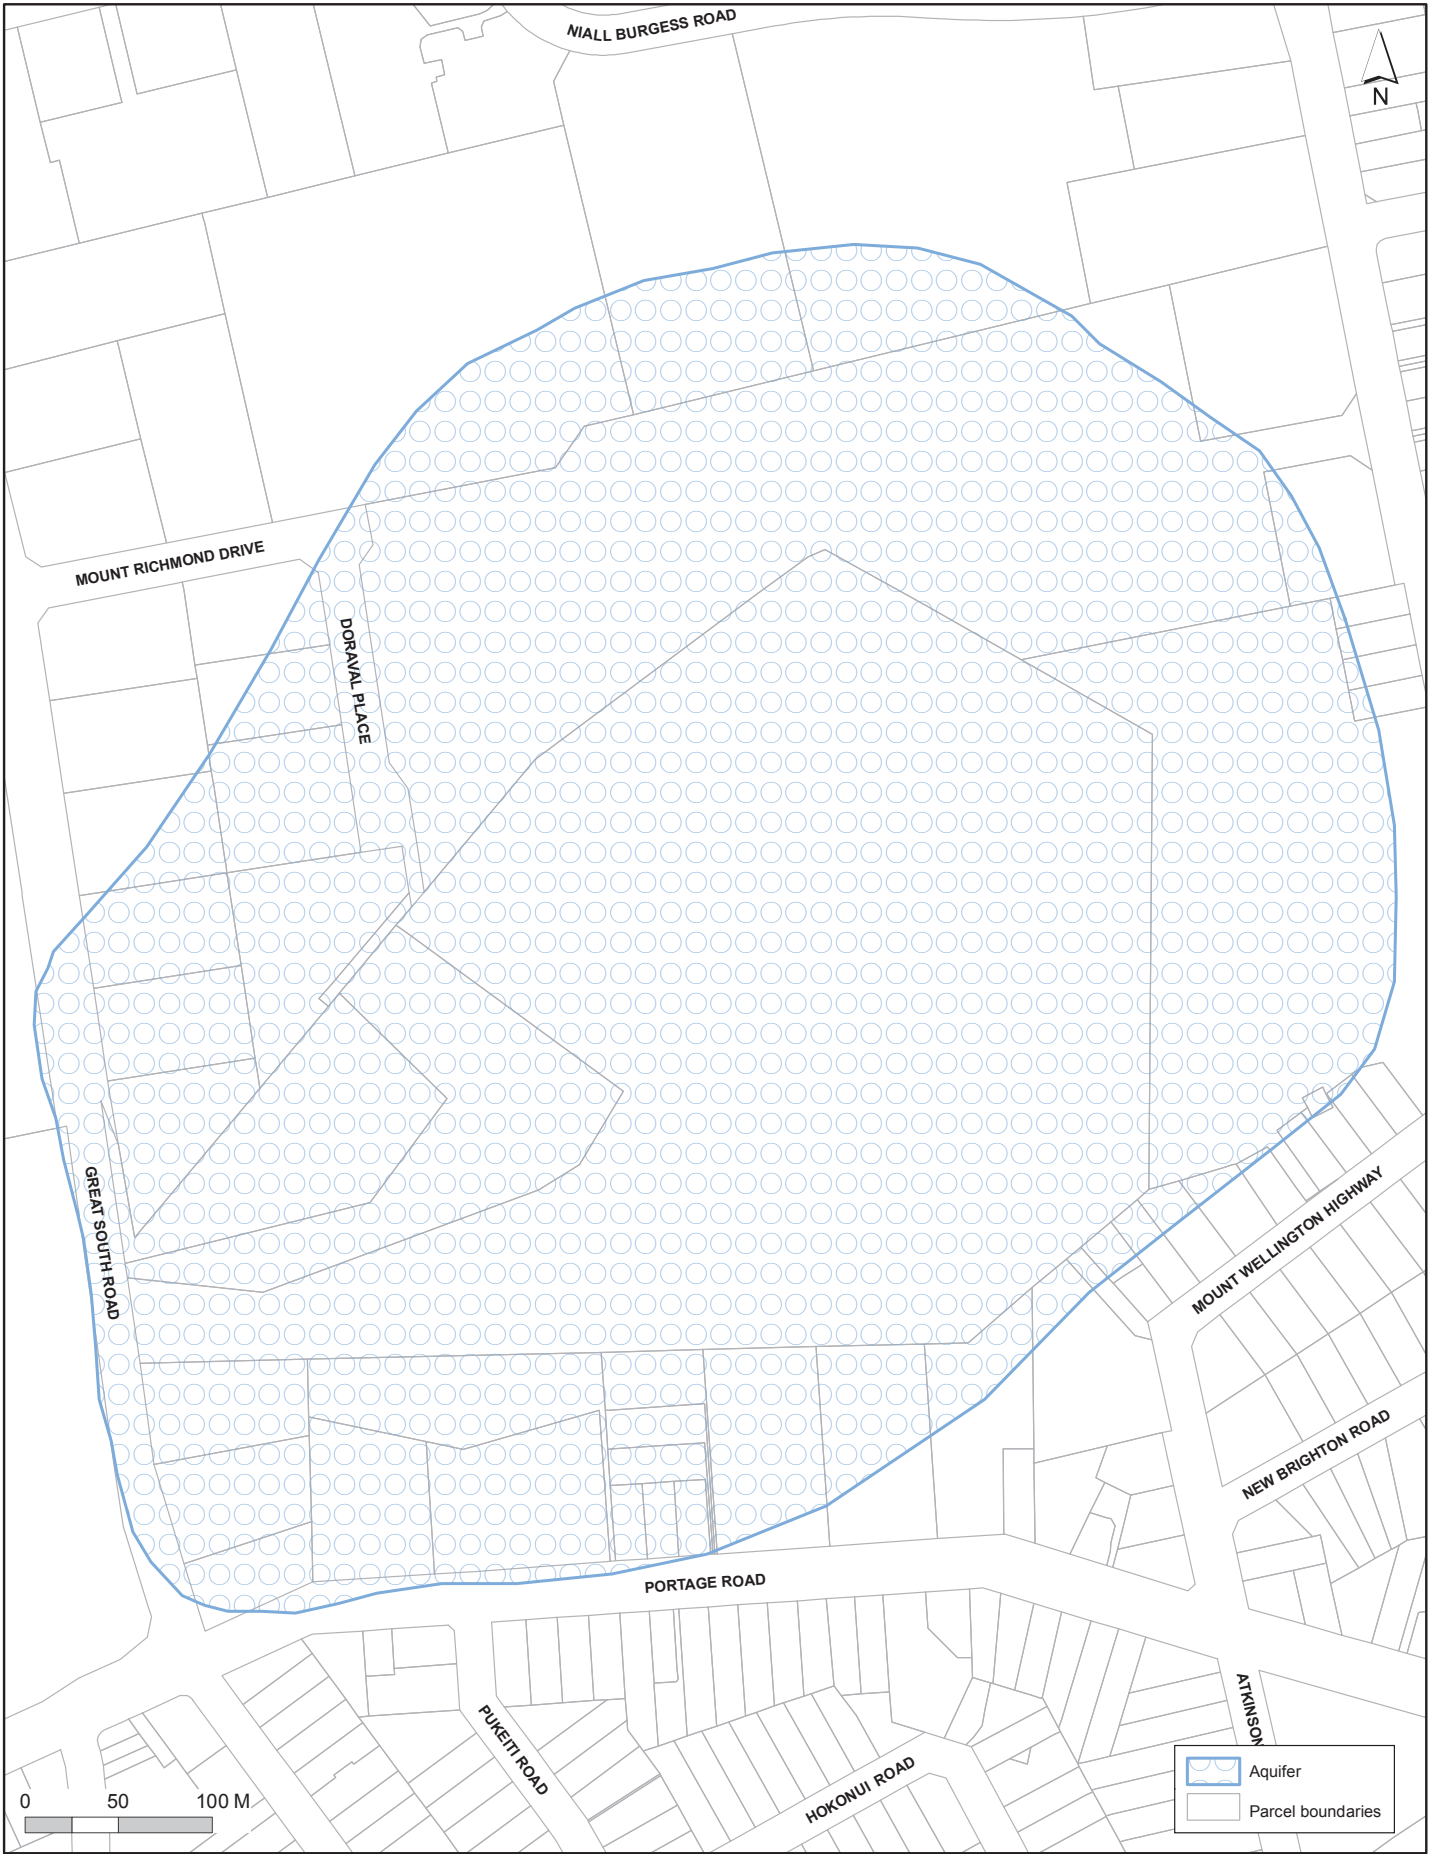 NIALL BURGESS ROAD
N
MOUNT RICHMOND DRIVE
DORAVAL PLACE
GREAT SOUTH ROAD
MOUNT WELLINGTON HIGHWAY
NEW BRIGHTON ROAD
PORTAGE ROAD
PUKEITI ROAD
HOKONUI ROAD
ATKINSON
Aquifer
Parcel boundaries
0 50 100 M